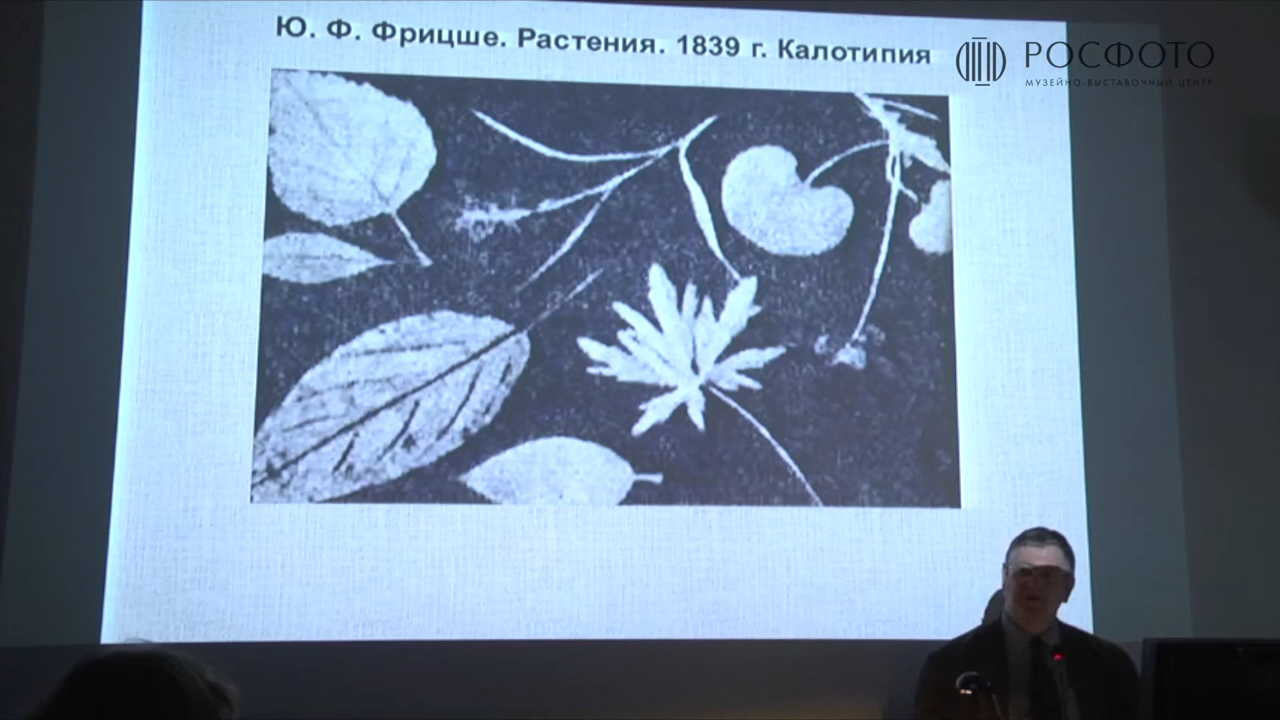 Ю. Ф. Фрицше. Растения. 1839 г. Калотипия
РОСФОТО
МУЗЕЙНО-ВЫСТАВОЧНЫЙ ЦЕНТР